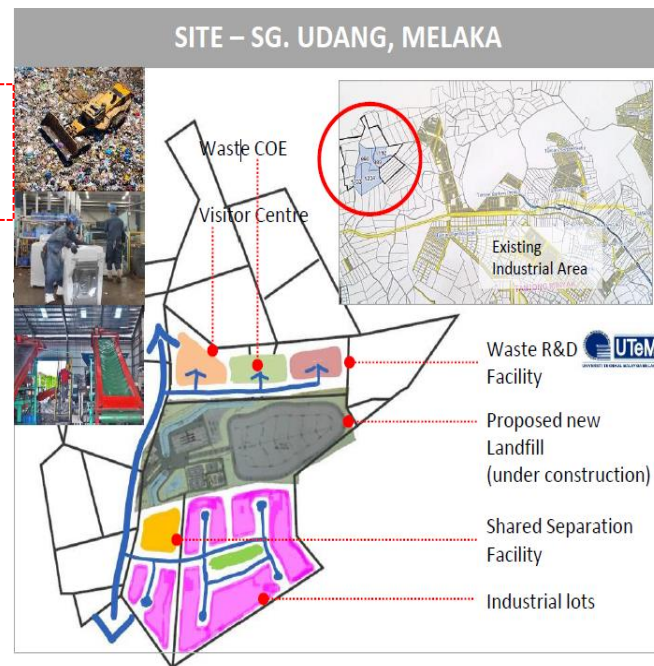 SITE – SG. UDANG, MELAKA
Waste COE
Visitor Centre
Existing
Industrial Area
Waste R&D
Facility
UTeM
Proposed new
Landfill
(under construction)
Shared Separation
Facility
Industrial lots